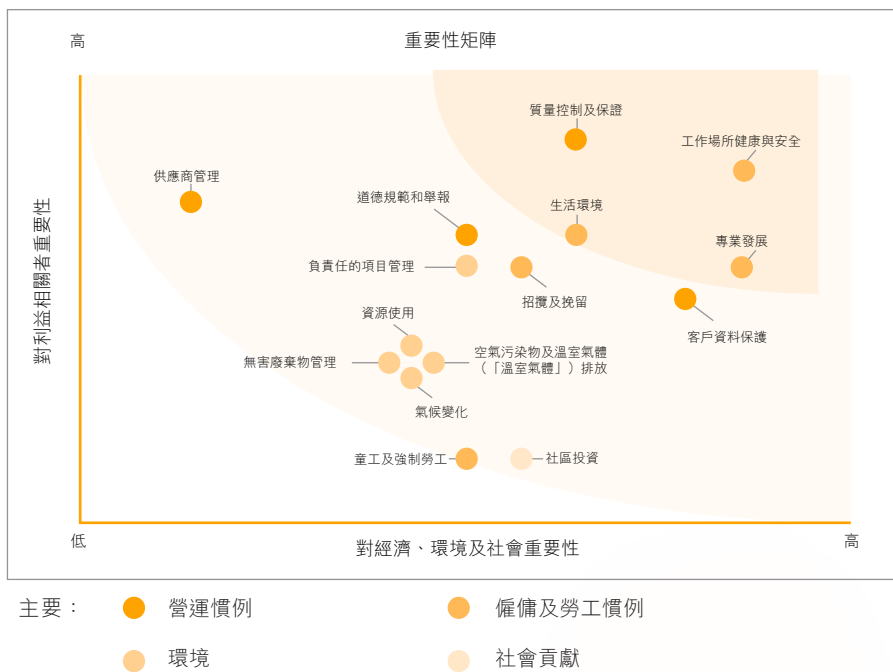 高
重要性矩陣
質量控制及保證
工作場所健康與安全
供應商管理
道德規範和舉報
生活環境
專業發展
負責任的項目管理
招攬及挽留
資源使用
客戶資料保護
無害廢棄物管理
空氣污染物及溫室氣體
（「溫室氣體」）排放
氣候變化
童工及強制勞工
社區投資
對利益相關者重要性
低
對經濟、環境及社會重要性
高
主要：
營運慣例
僱傭及勞工慣例
環境
社會貢獻